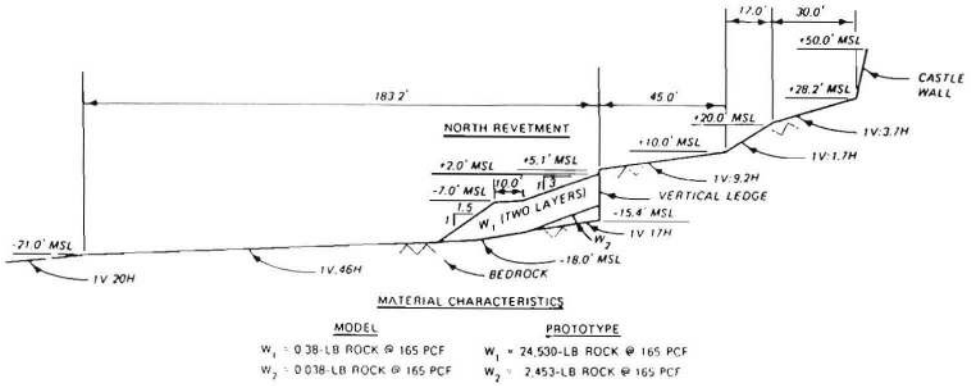 17.0' 30.0'
+50.0' MSL
CASTLE WALL
183.2' 45.0'
+28.2' MSL
NORTH REVETMENT
+20.0' MSL
1V:3.7H
+10.0' MSL
1V:1.7H
+2.0' MSL +5.1' MSL
10.0' 1 3
1V:9.2H
-7.0' MSL
VERTICAL LEDGE
1 1.5
W1 (TWO LAYERS)
-15.4' MSL
W2
1V:17H
-21.0' MSL
-18.0' MSL
BEDROCK
1V:20H
1V:46H
MATERIAL CHARACTERISTICS
MODEL PROTOTYPE
W1 = 0.38-LB ROCK @ 165 PCF W1 = 24,530-LB ROCK @ 165 PCF
W2 = 0.038-LB ROCK @ 165 PCF W2 = 2,453-LB ROCK @ 165 PCF